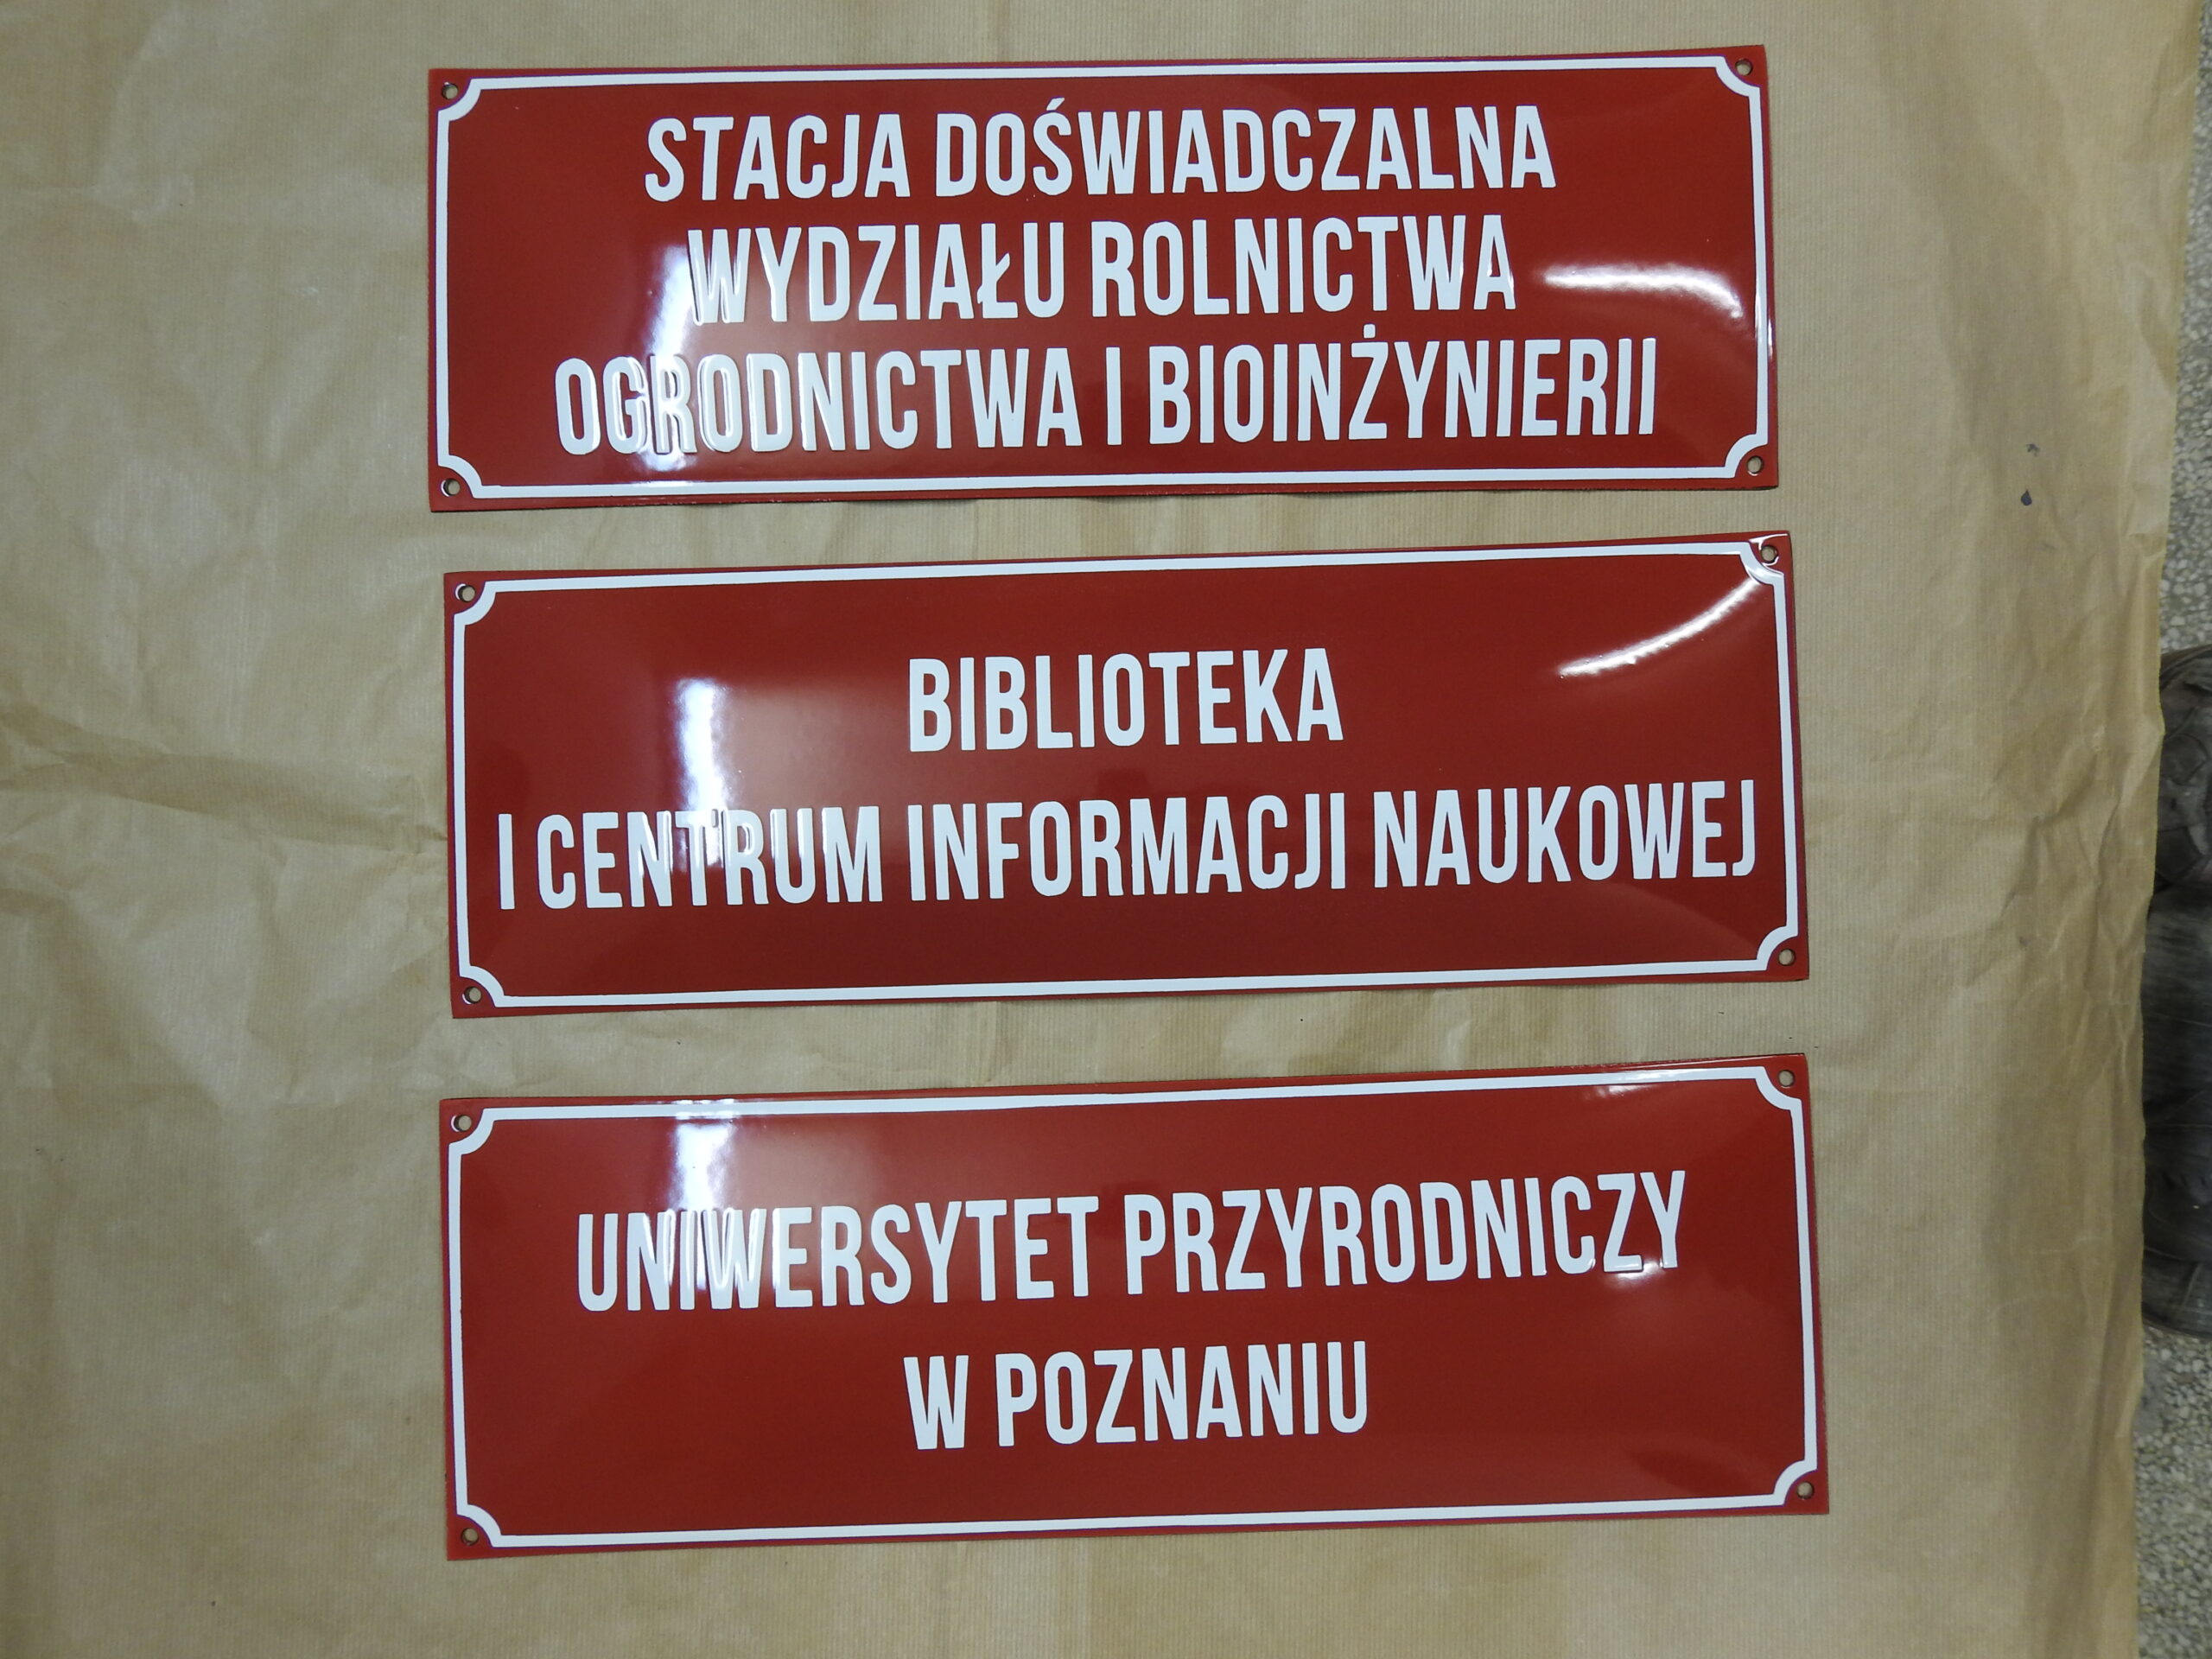 STACJA DOŚWIADCZALNA
WYDZIAŁU ROLNICTWA
OGRODNICTWA I BIOINŻYNIERII
BIBLIOTEKA
I CENTRUM INFORMACJI NAUKOWEJ
UNIWERSYTET PRZYRODNICZY
W POZNANIU